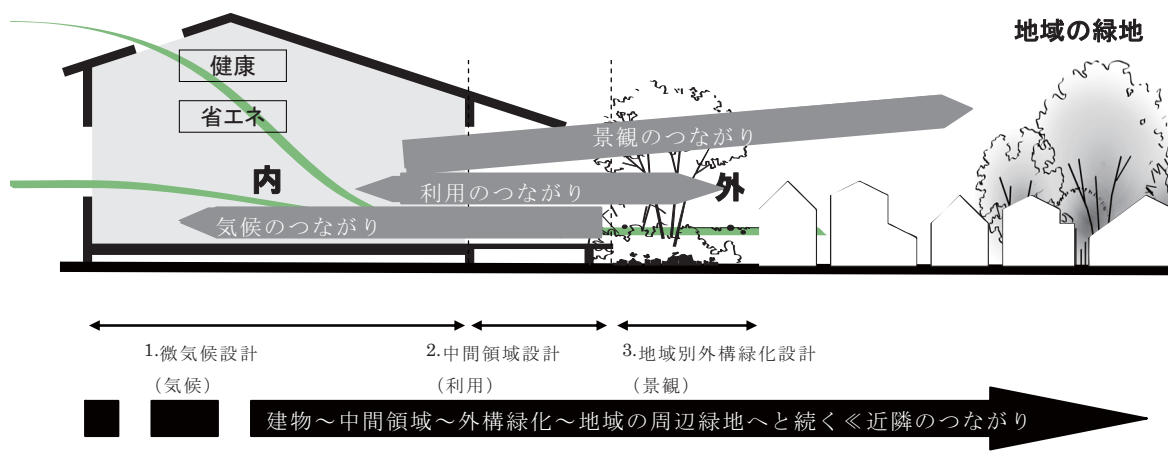 地域の緑地
健康
省エネ
景観のつながり
内
利用のつながり
外
気候のつながり
1.微気候設計
(気候)
2.中間領域設計
(利用)
3.地域別外構緑化設計
(景観)
建物～中間領域～外構緑化～地域の周辺緑地へと続く≪近隣のつながり